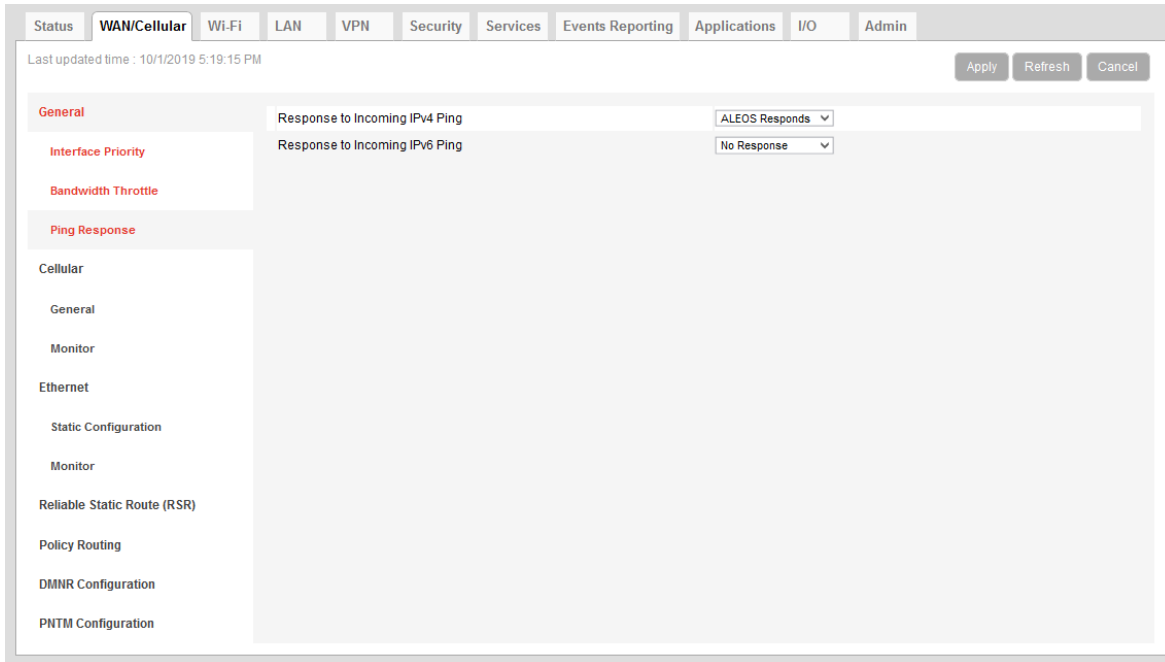 Status WAN/Cellular Wi-Fi LAN VPN Security Services Events Reporting Applications I/O Admin
Last updated time : 10/1/2019 5:19:15 PM
Apply Refresh Cancel
General
Response to Incoming IPv4 Ping ALEOS Responds
Response to Incoming IPv6 Ping No Response
Interface Priority
Bandwidth Throttle
Ping Response
Cellular
General
Monitor
Ethernet
Static Configuration
Monitor
Reliable Static Route (RSR)
Policy Routing
DMNR Configuration
PNTM Configuration